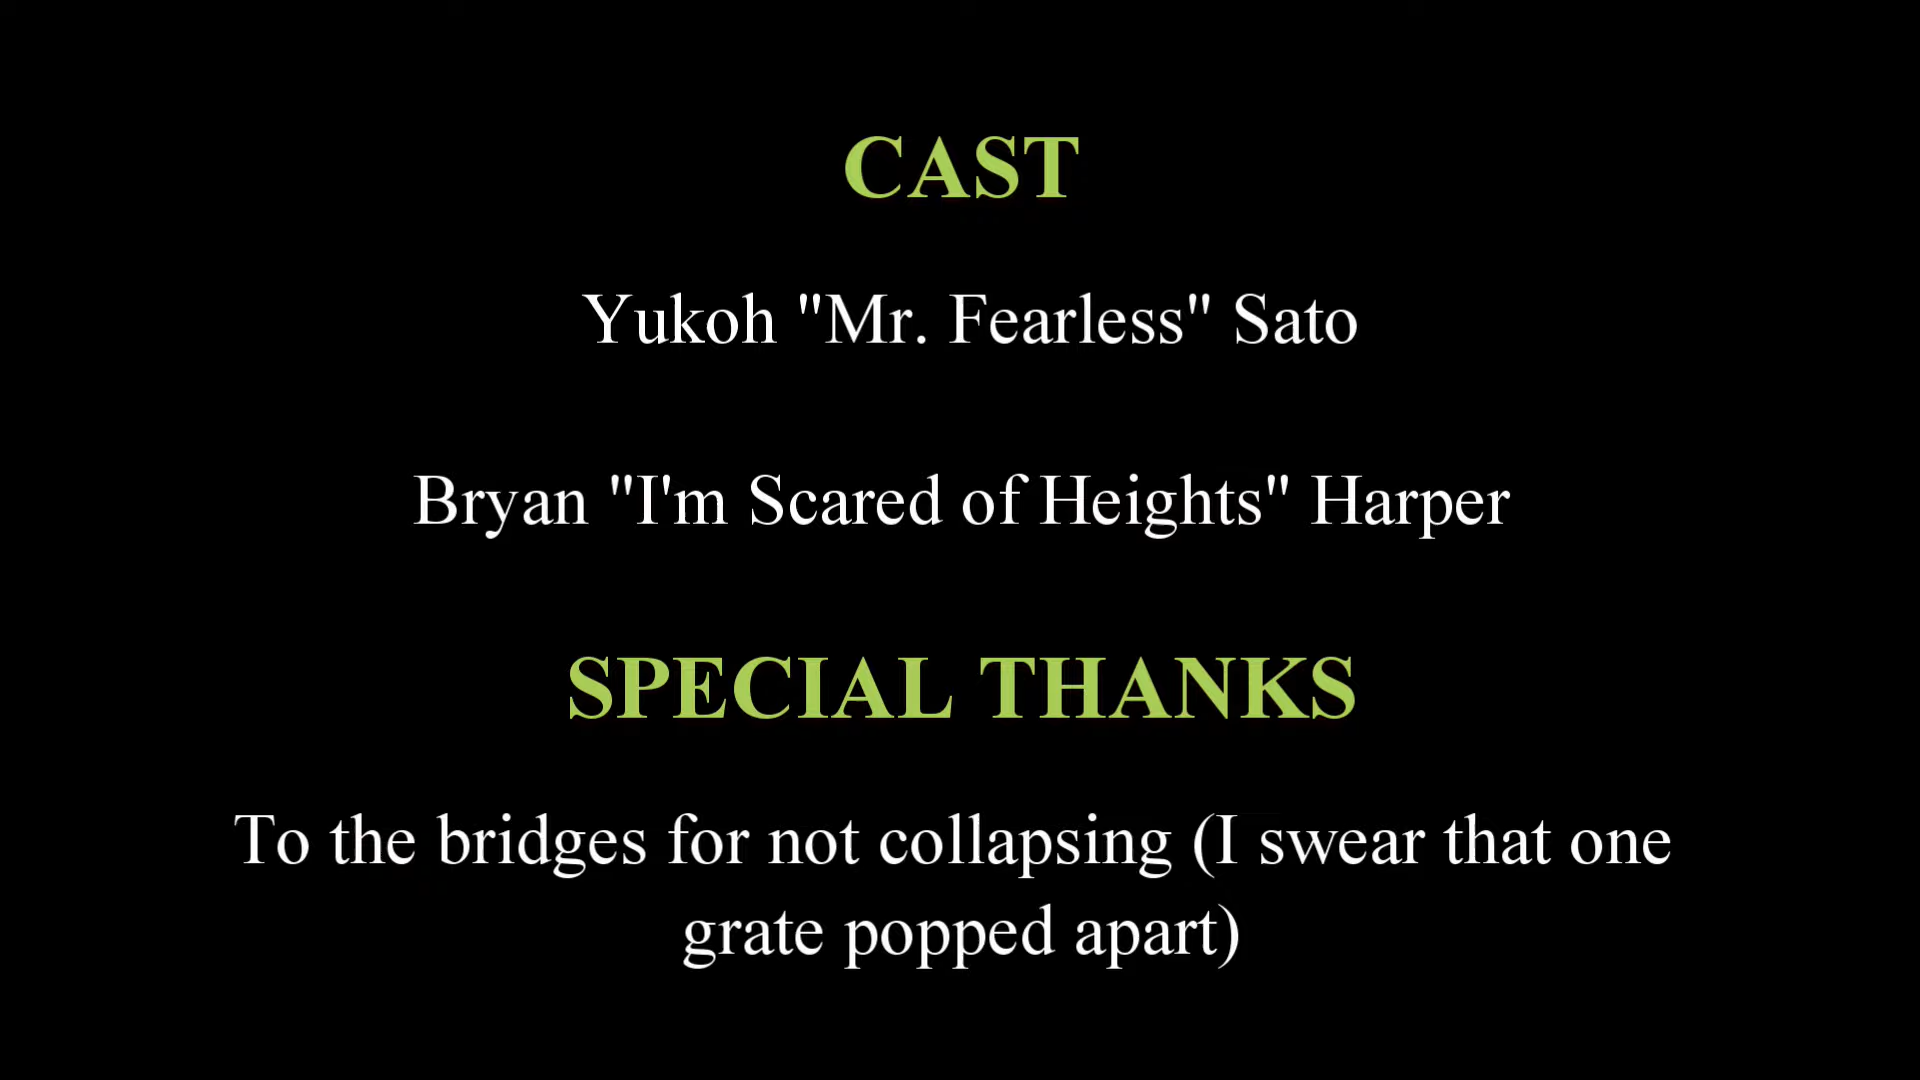 CAST
Yukoh "Mr. Fearless" Sato
Bryan "I'm Scared of Heights" Harper
SPECIAL THANKS
To the bridges for not collapsing (I swear that one
grate popped apart)